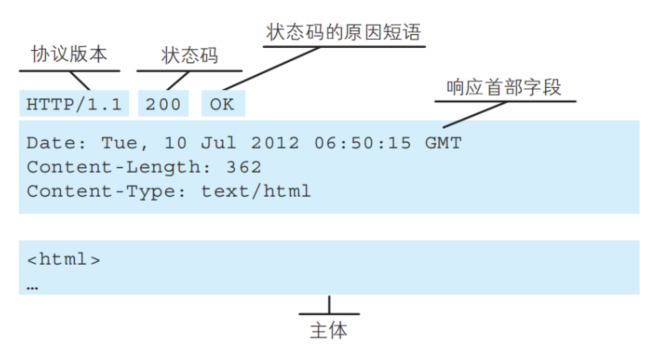 状态码的原因短语
协议版本
状态码
响应首部字段
HTTP/1.1 200 OK
Date: Tue, 10 Jul 2012 06:50:15 GMT
Content-Length: 362
Content-Type: text/html
<html>
…
主体